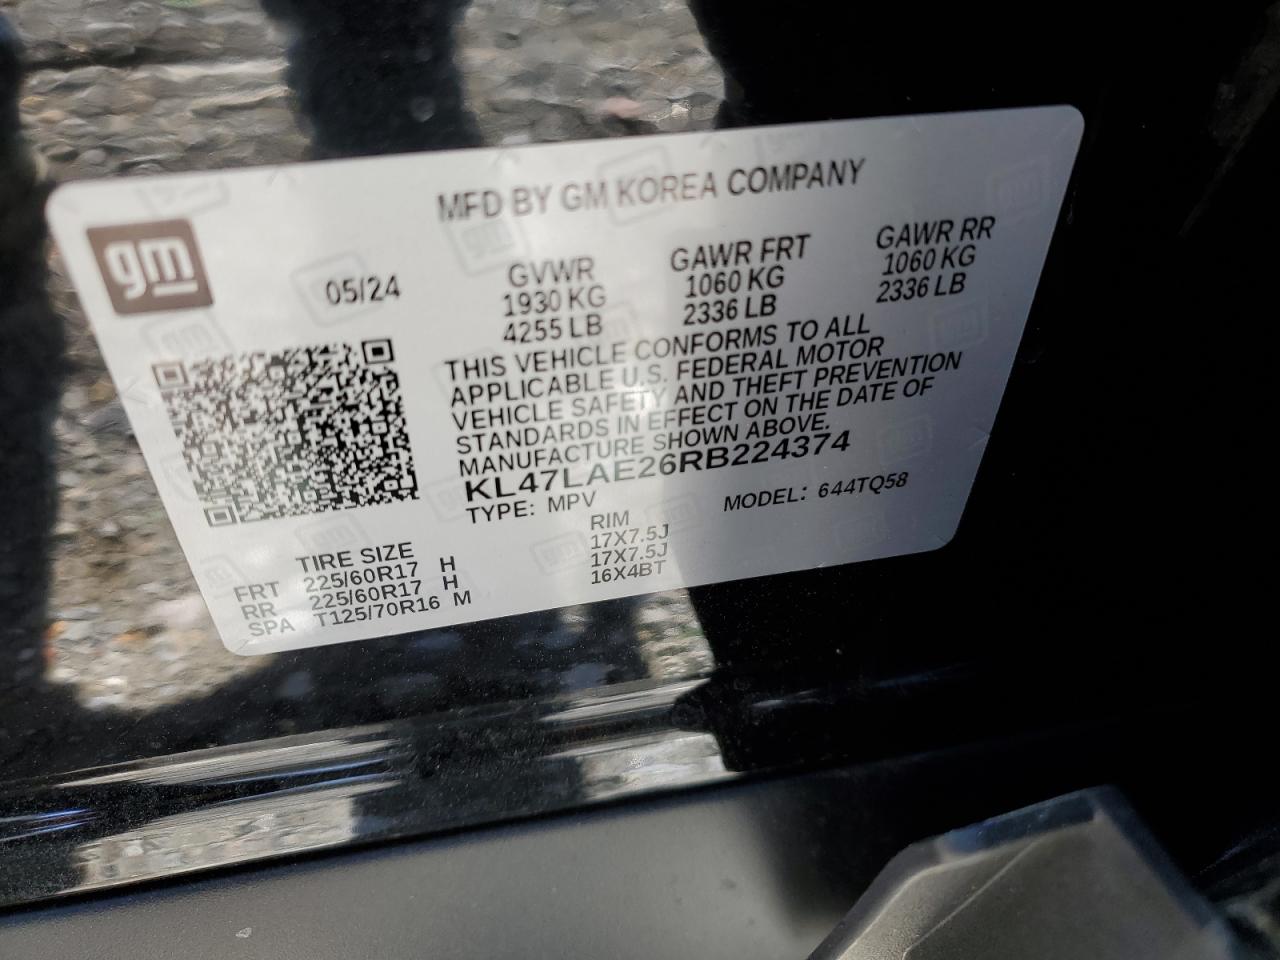 MFD BY GM KOREA COMPANY
gm
05/24
GVWR GAWR FRT GAWR RR
1930 KG 1060 KG 1060 KG
4255 LB 2336 LB 2336 LB
THIS VEHICLE CONFORMS TO ALL
APPLICABLE U.S. FEDERAL MOTOR
VEHICLE SAFETY AND THEFT PREVENTION
STANDARDS IN EFFECT ON THE DATE OF
MANUFACTURE SHOWN ABOVE.
KL47LAE26RB224374
TYPE: MPV MODEL: 644TQ58
TIRE SIZE RIM
FRT 225/60R17 H 17X7.5J
RR 225/60R17 H 17X7.5J
SPA T125/70R16 M 16X4BT